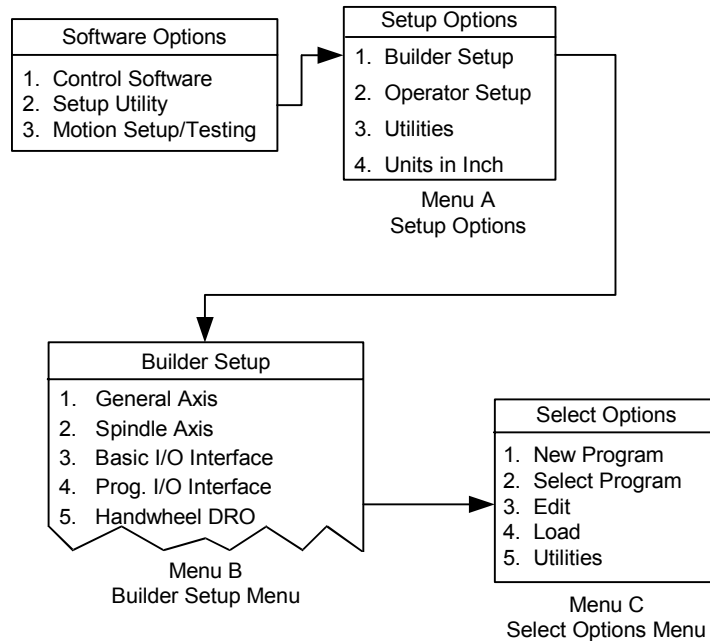 Software Options
1. Control Software
2. Setup Utility
3. Motion Setup/Testing
Setup Options
1. Builder Setup
2. Operator Setup
3. Utilities
4. Units in Inch
Menu A
Setup Options
Builder Setup
1. General Axis
2. Spindle Axis
3. Basic I/O Interface
4. Prog. I/O Interface
5. Handwheel DRO
Menu B
Builder Setup Menu
Select Options
1. New Program
2. Select Program
3. Edit
4. Load
5. Utilities
Menu C
Select Options Menu